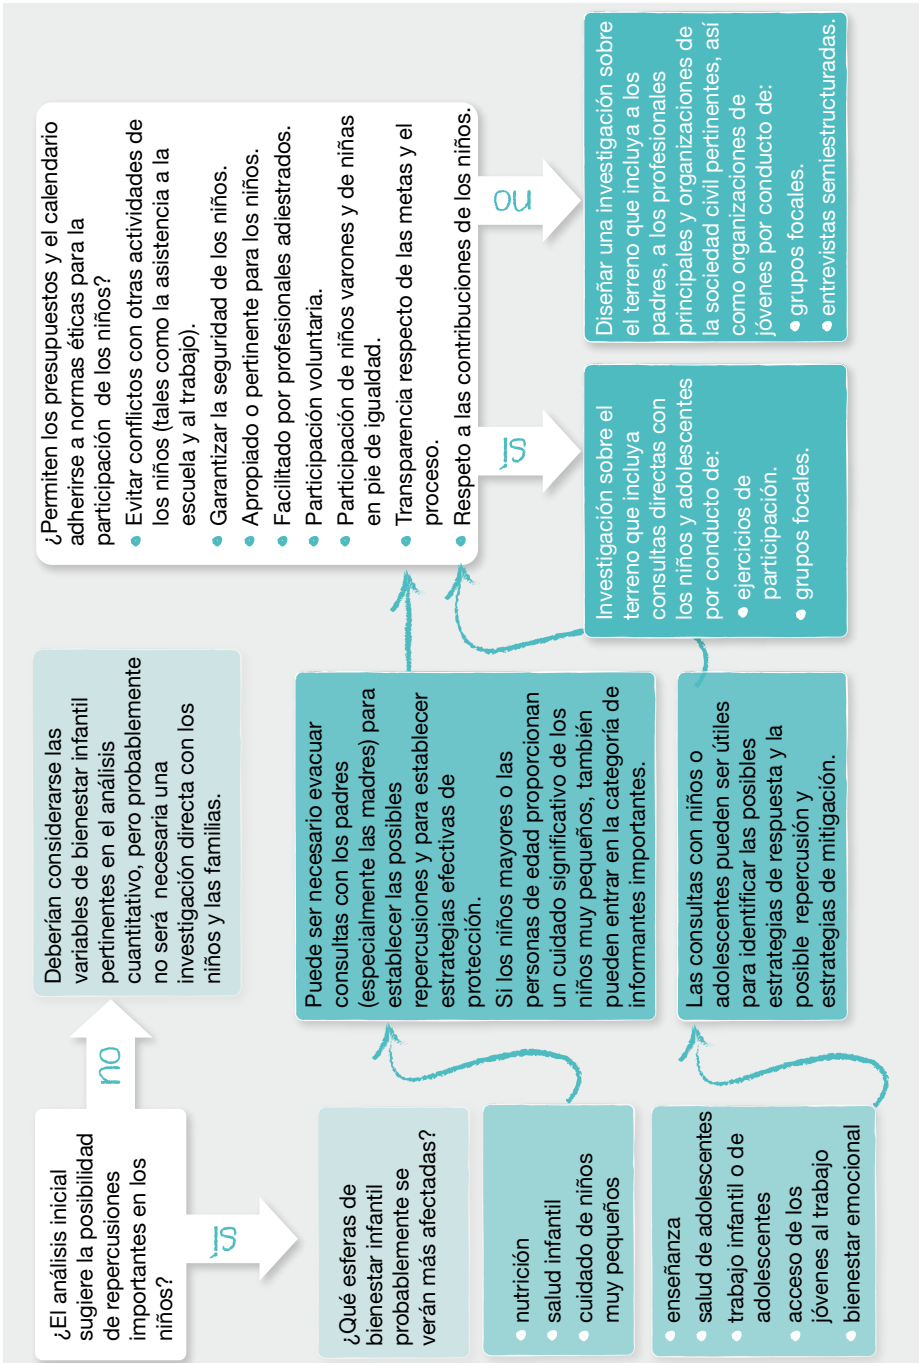 ¿El análisis inicial
sugiere la posibilidad
de repercusiones
importantes en los
niños?
no
Deberían considerarse las
variables de bienestar infantil
pertinentes en el análisis
cuantitativo, pero probablemente
no será necesaria una
investigación directa con los
niños y las familias.
SÍ
¿Qué esferas de
bienestar infantil
probablemente se
verán más afectadas?
• nutrición
• salud infantil
• cuidado de niños
muy pequeños
• enseñanza
• salud de adolescentes
• trabajo infantil o de
adolescentes
• acceso de los
jóvenes al trabajo
• bienestar emocional
Puede ser necesario evacuar
consultas con los padres
(especialmente las madres) para
establecer las posibles
repercusiones y para establecer
estrategias efectivas de
protección.
Si los niños mayores o las
personas de edad proporcionan
un cuidado significativo de los
niños muy pequeños, también
pueden entrar en la categoría de
informantes importantes.
Las consultas con niños o
adolescentes pueden ser útiles
para identificar las posibles
estrategias de respuesta y la
posible repercusión y
estrategias de mitigación.
¿Permiten los presupuestos y el calendario
adherirse a normas éticas para la
participación de los niños?
• Evitar conflictos con otras actividades de
los niños (tales como la asistencia a la
escuela y al trabajo).
• Garantizar la seguridad de los niños.
• Apropiado o pertinente para los niños.
• Facilitado por profesionales adiestrados.
• Participación voluntaria.
• Participación de niños varones y de niñas
en pie de igualdad.
• Transparencia respecto de las metas y el
proceso.
• Respeto a las contribuciones de los niños.
SÍ
no
Investigación sobre el
terreno que incluya
consultas directas con
los niños y adolescentes
por conducto de:
• ejercicios de
participación.
• grupos focales.
Diseñar una investigación sobre
el terreno que incluya a los
padres, a los profesionales
principales y organizaciones de
la sociedad civil pertinentes, así
como organizaciones de
jóvenes por conducto de:
• grupos focales.
• entrevistas semiestructuradas.